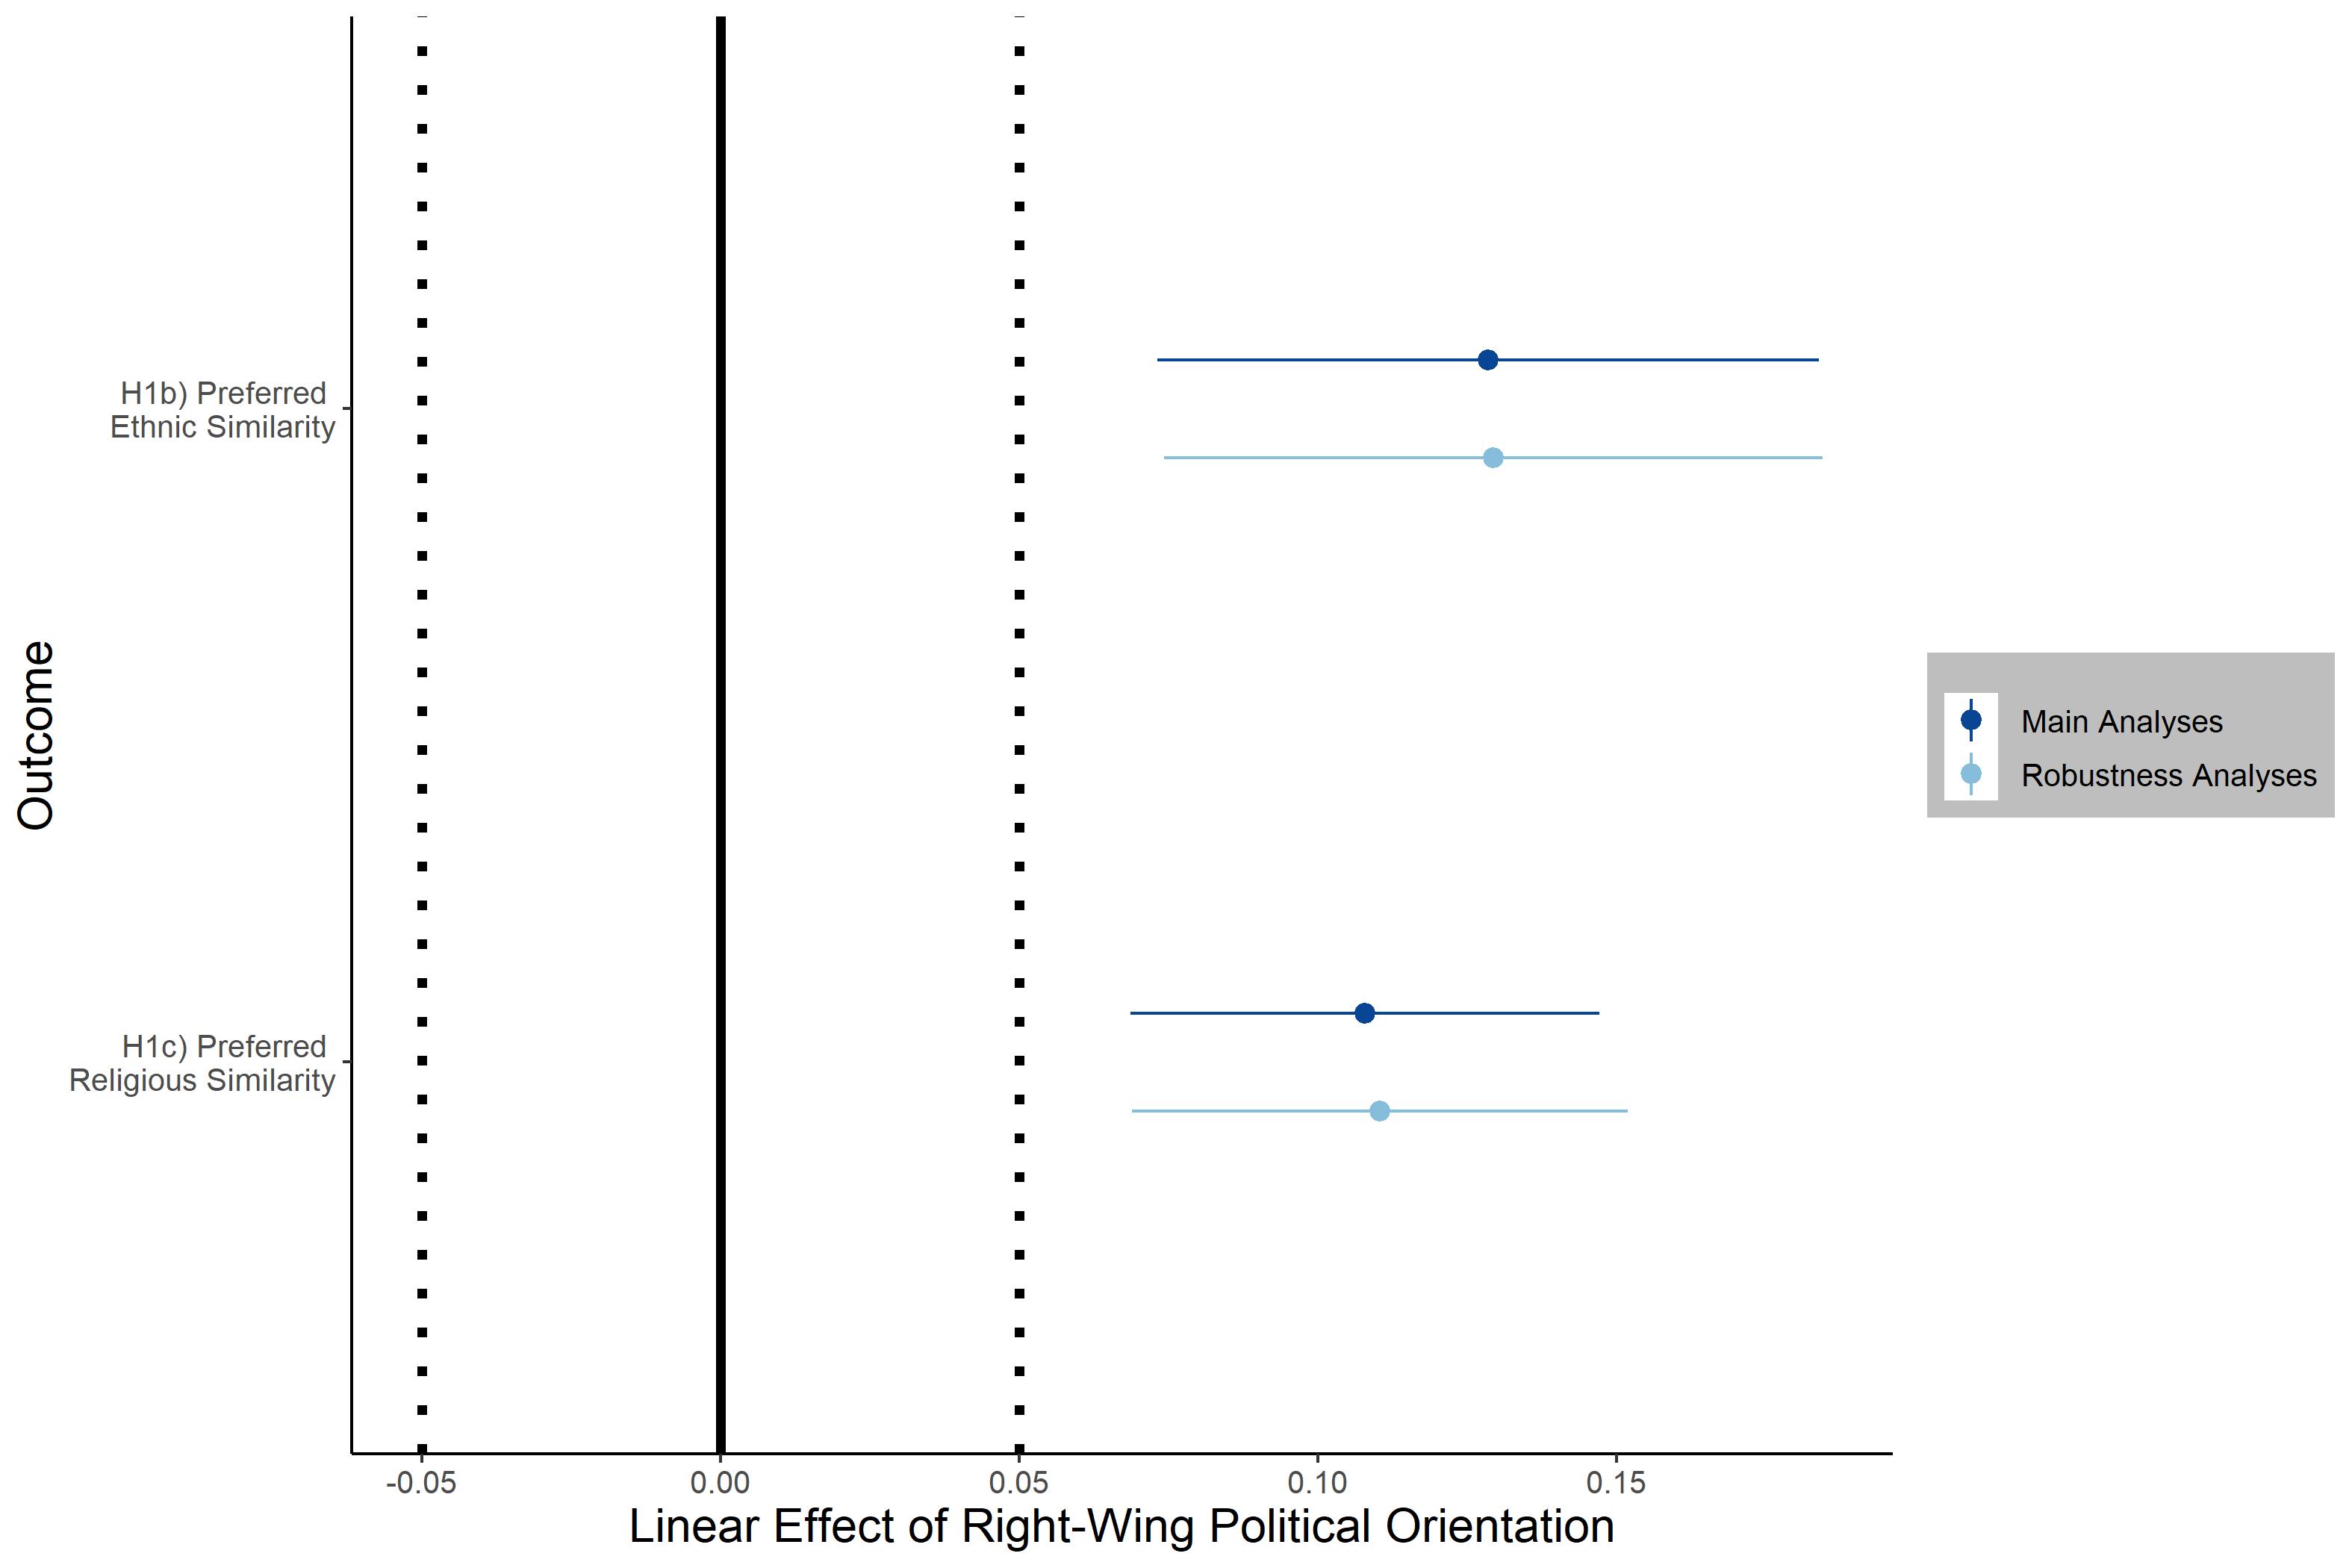 Outcome
H1b) Preferred
Ethnic Similarity
H1c) Preferred
Religious Similarity
-0.05
0.00
0.05
0.10
0.15
Linear Effect of Right-Wing Political Orientation
Main Analyses
Robustness Analyses